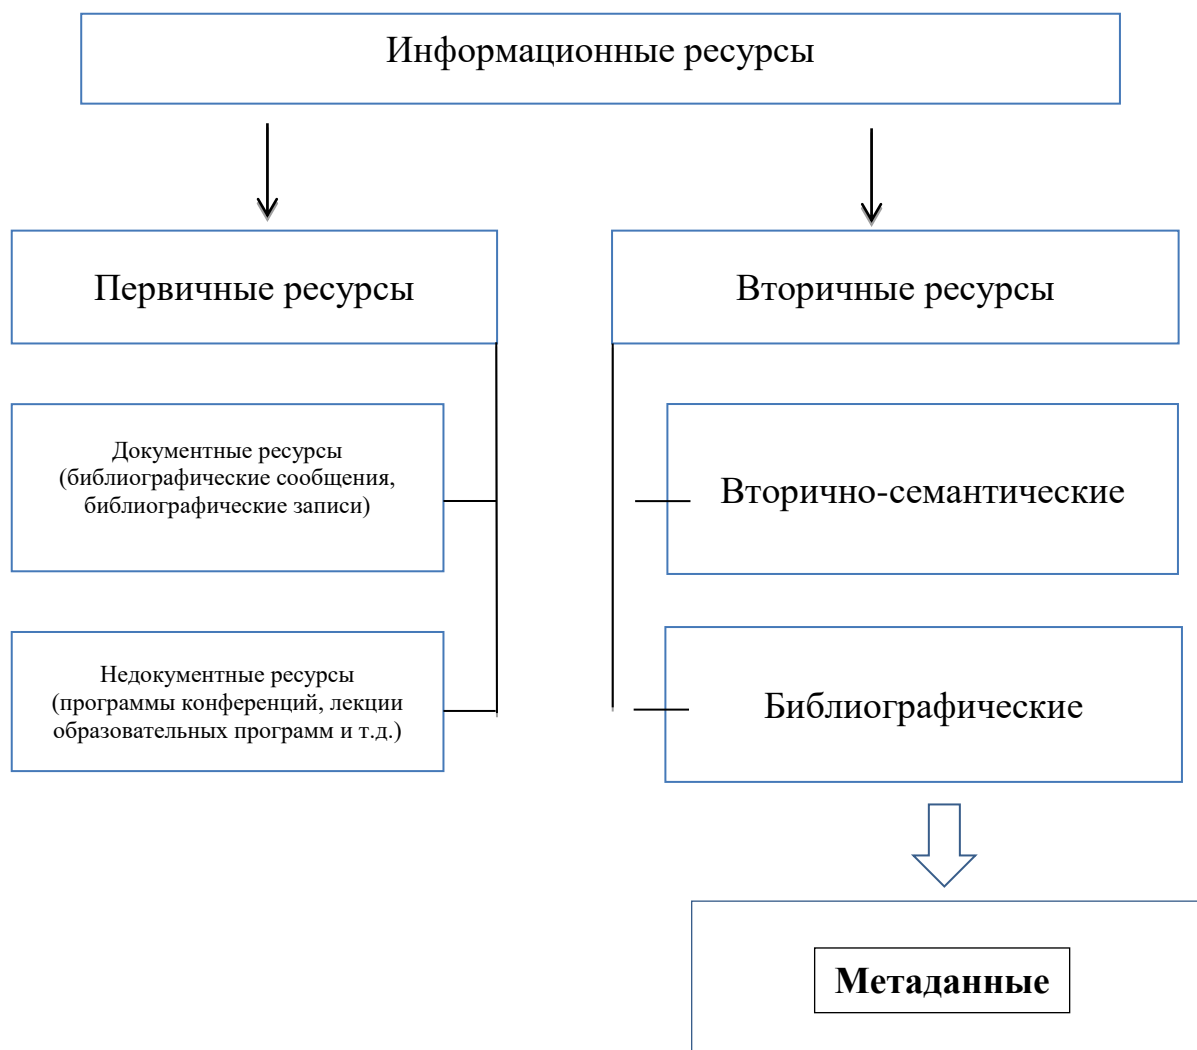 Информационные ресурсы
Первичные ресурсы
Вторичные ресурсы
Документные ресурсы
(библиографические сообщения,
библиографические записи)
Вторично-семантические
Недокументные ресурсы
(программы конференций, лекции
образовательных программ и т.д.)
Библиографические
Метаданные